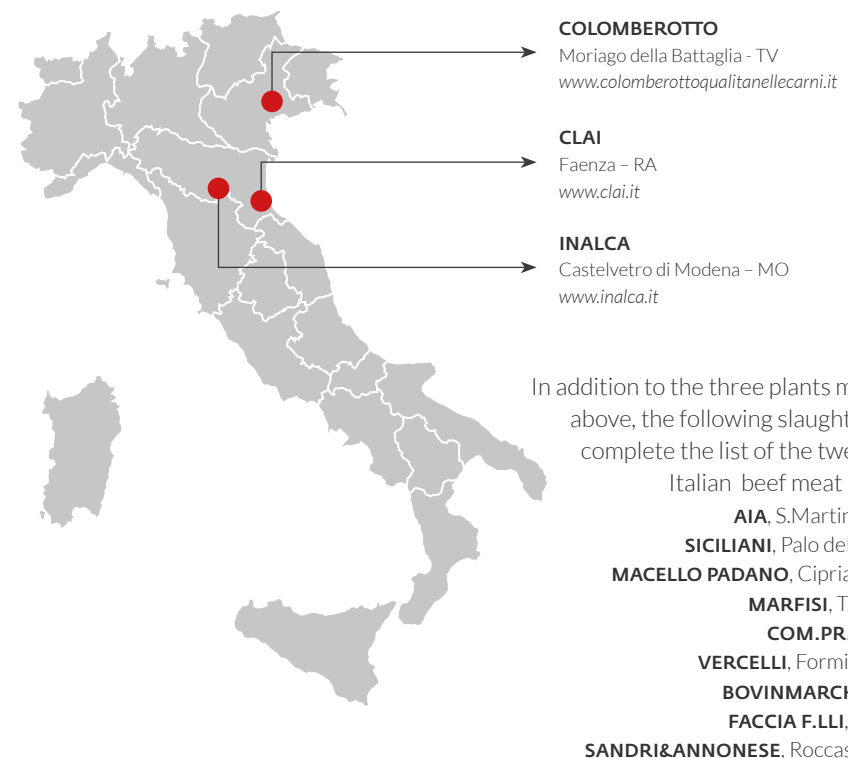 COLOMBEROTTO
Moriago della Battaglia - TV
www.colomberottoqualitanellecarni.it
CLAI
Faenza – RA
www.clai.it
INALCA
Castelvetro di Modena – MO
www.inalca.it
In addition to the three plants
above, the following
complete the list of the
Italian beef meat
AIA,
SICILIANI, Palo
MACELLO PADANO,
MARFISI,
COM.PR.
VERCELLI,
FACCIA F.LLI,
SANDRI&ANNONESE,